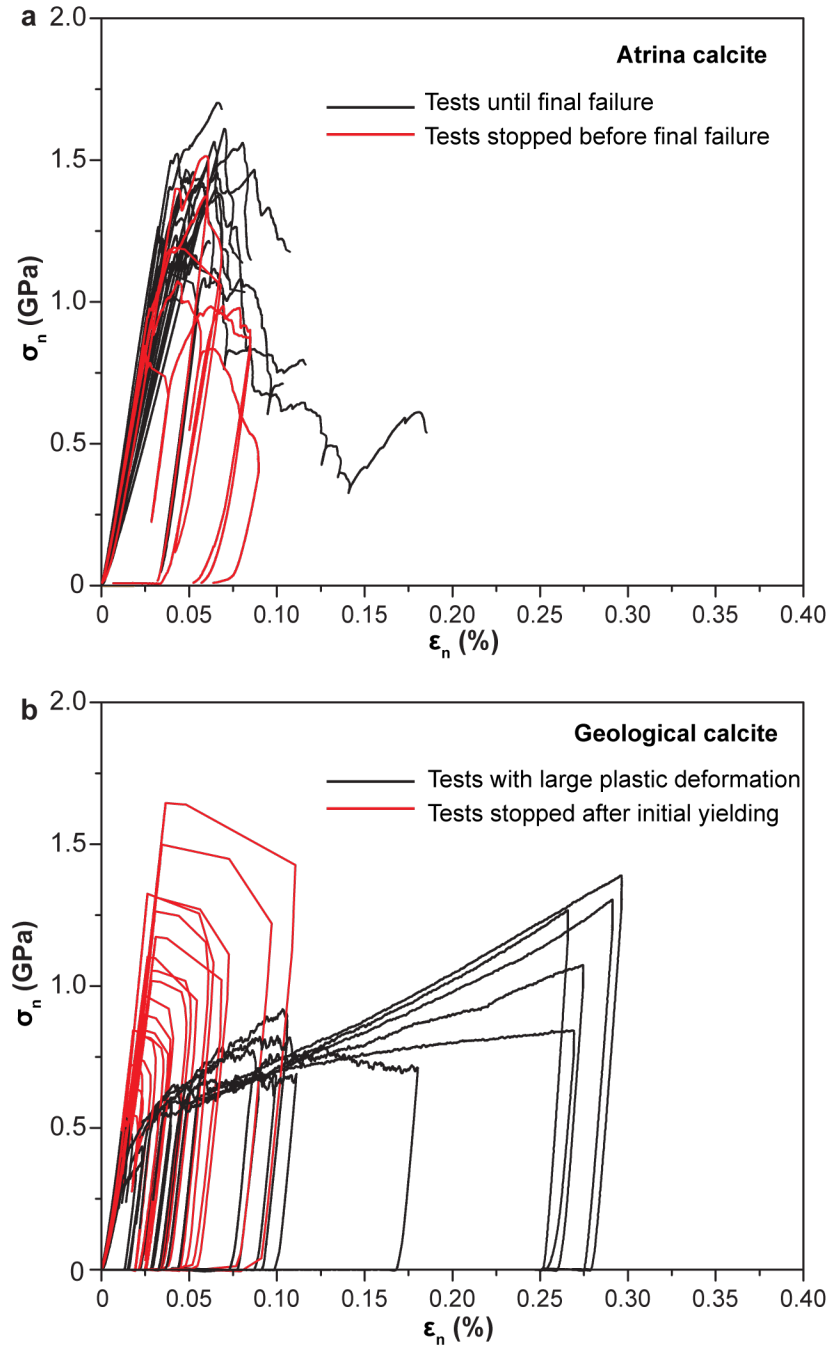 a
2.0
Atrina calcite
Tests until final failure
Tests stopped before final failure
1.5
1.0
0.5
0
σn (GPa)
0 0.05 0.10 0.15 0.20 0.25 0.30 0.35 0.40
εn (%)
b
2.0
Geological calcite
Tests with large plastic deformation
Tests stopped after initial yielding
1.5
1.0
0.5
0
σn (GPa)
0 0.05 0.10 0.15 0.20 0.25 0.30 0.35 0.40
εn (%)